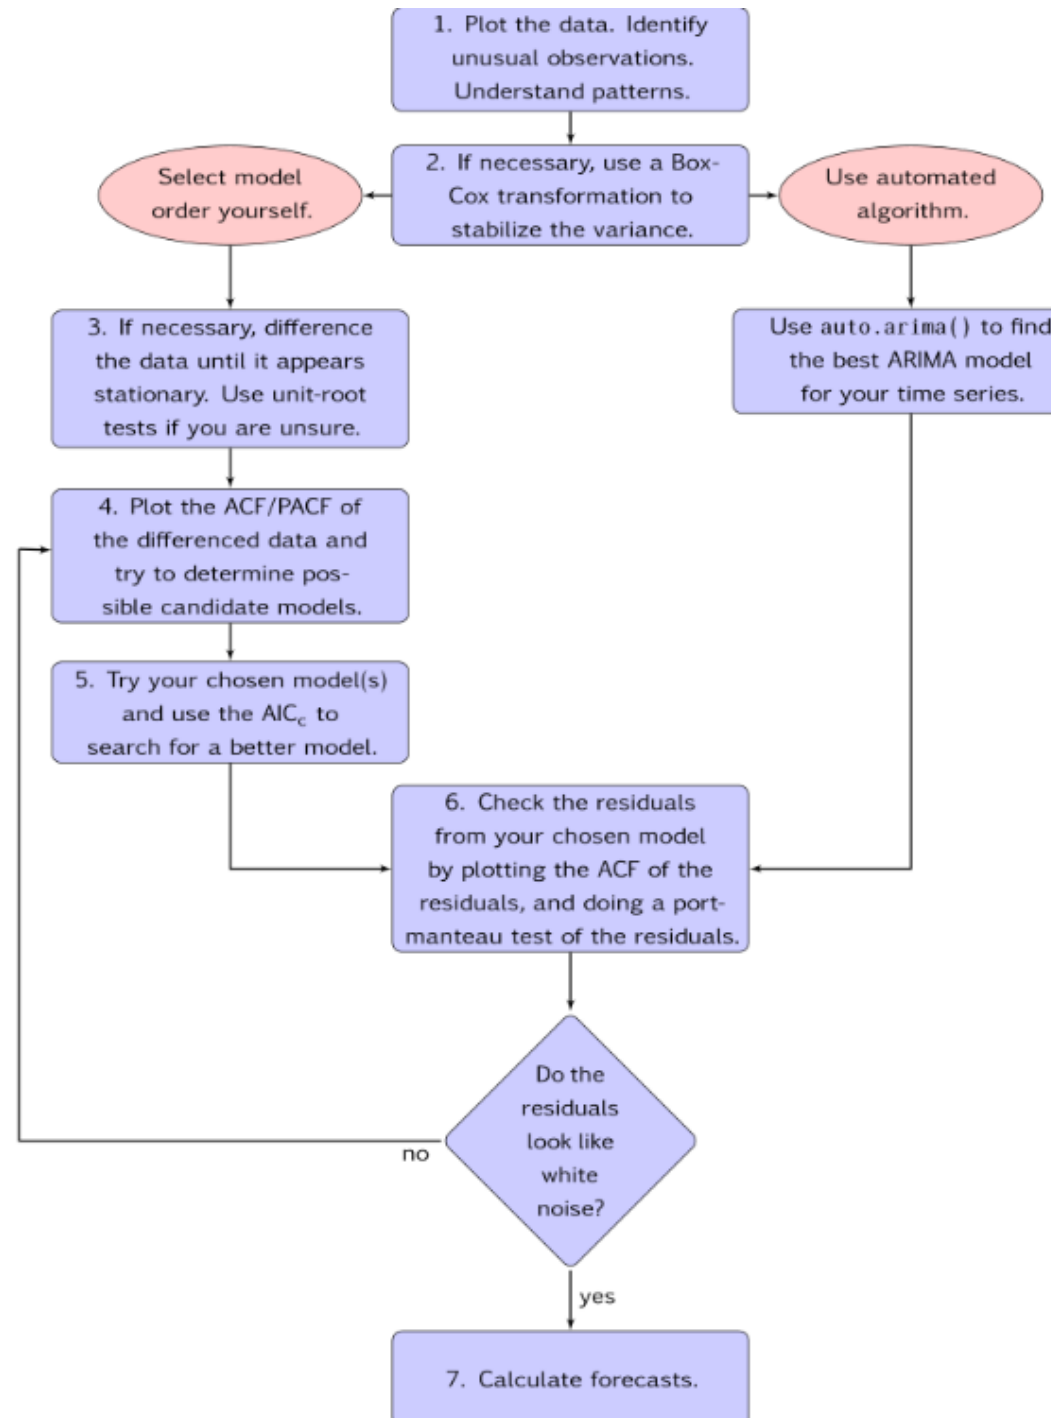 1. Plot the data. Identify
unusual observations.
Understand patterns.
Select model
order yourself.
2. If necessary, use a Box-
Cox transformation to
stabilize the variance.
Use automated
algorithm.
3. If necessary, difference
the data until it appears
stationary. Use unit-root
tests if you are unsure.
Use auto.arima() to find
the best ARIMA model
for your time series.
4. Plot the ACF/PACF of
the differenced data and
try to determine pos-
sible candidate models.
5. Try your chosen model(s)
and use the AICc to
search for a better model.
6. Check the residuals
from your chosen model
by plotting the ACF of the
residuals, and doing a port-
manteau test of the residuals.
Do the
residuals
look like
white
noise?
no
yes
7. Calculate forecasts.